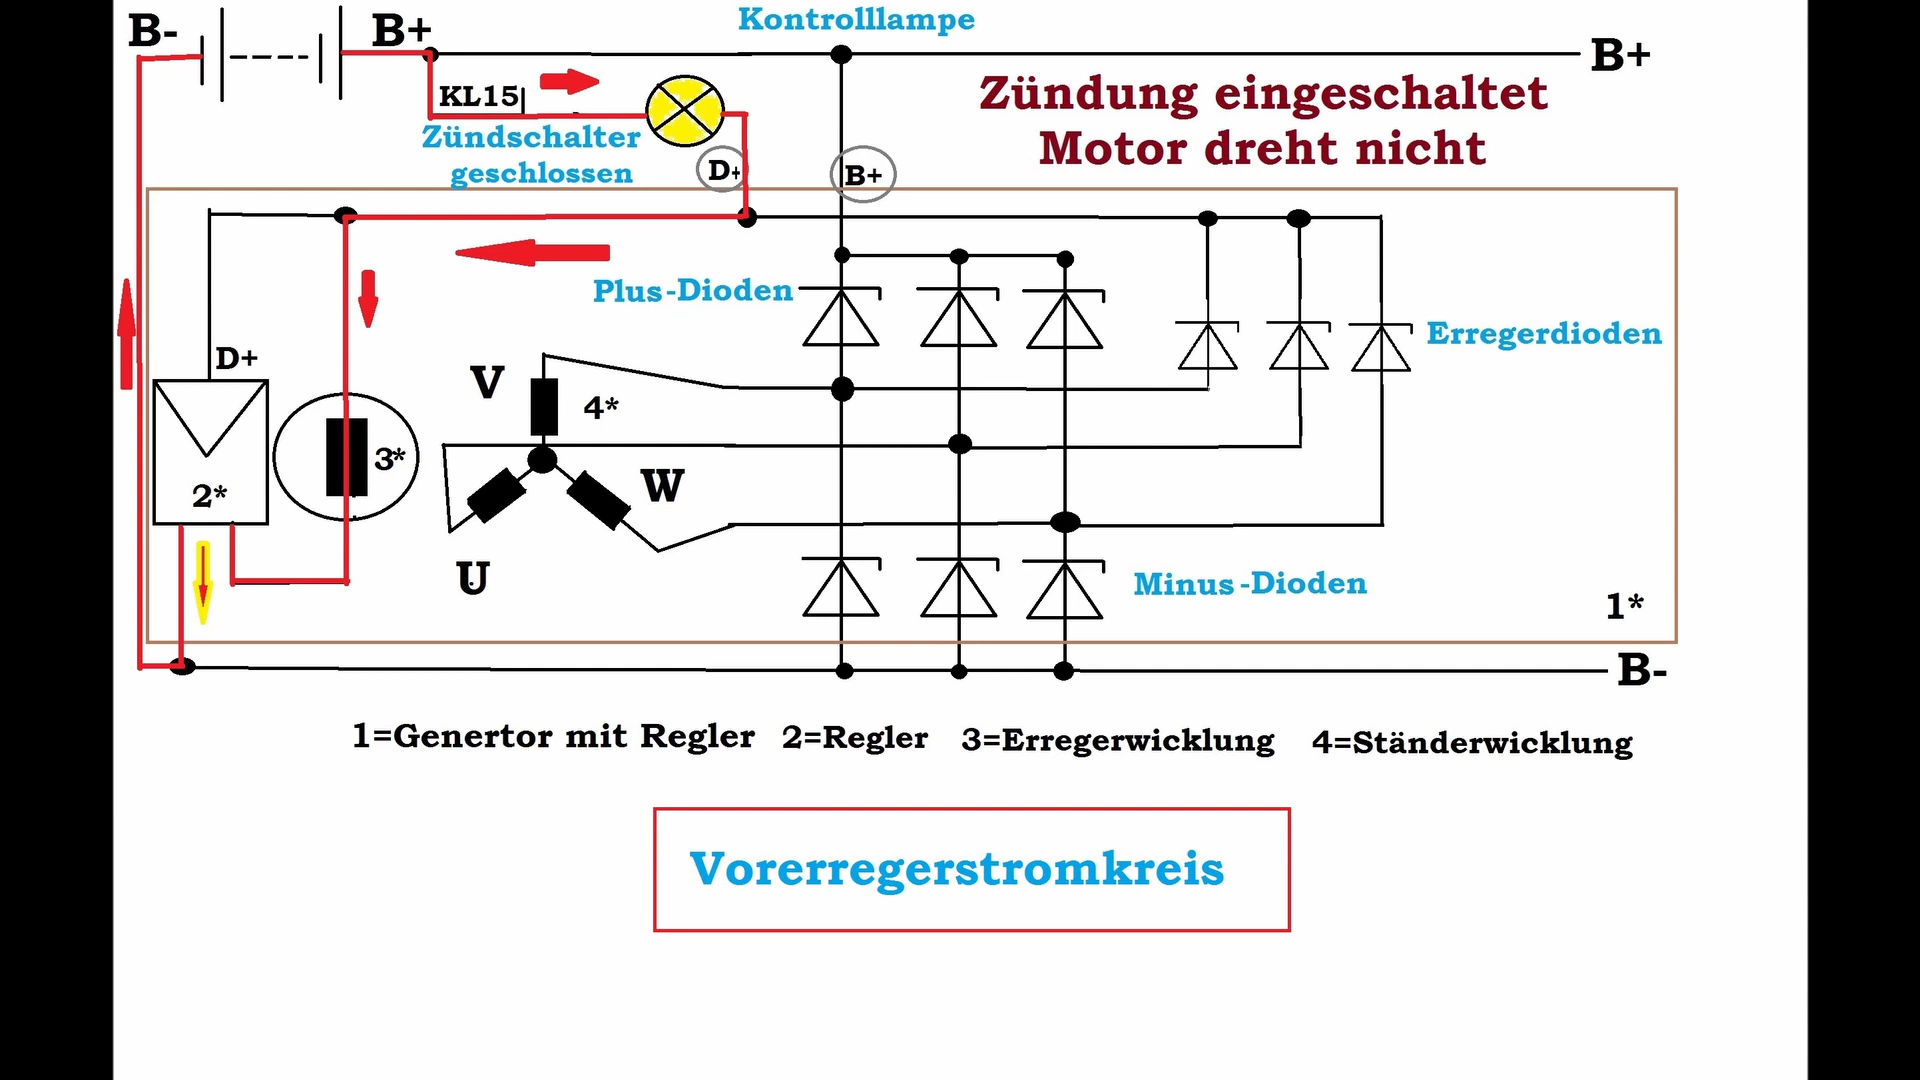 B-
B+
Kontrolllampe
B+
KL15
Zündung eingeschaltet
Motor dreht nicht
Zündschalter
geschlossen
D+
B+
Plus-Dioden
Erregerdioden
D+
V
4*
3*
2*
W
U
Minus-Dioden
1*
B-
1=Genertor mit Regler 2=Regler 3=Erregerwicklung 4=Ständerwicklung
Vorerregerstromkreis